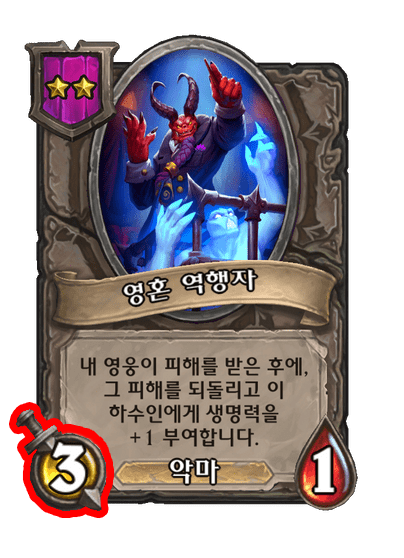 영혼 역행자
내 영웅이 피해를 받은 후에,
그 피해를 되돌리고 이
하수인에게 생명력을
+1 부여합니다.
3
악마
1